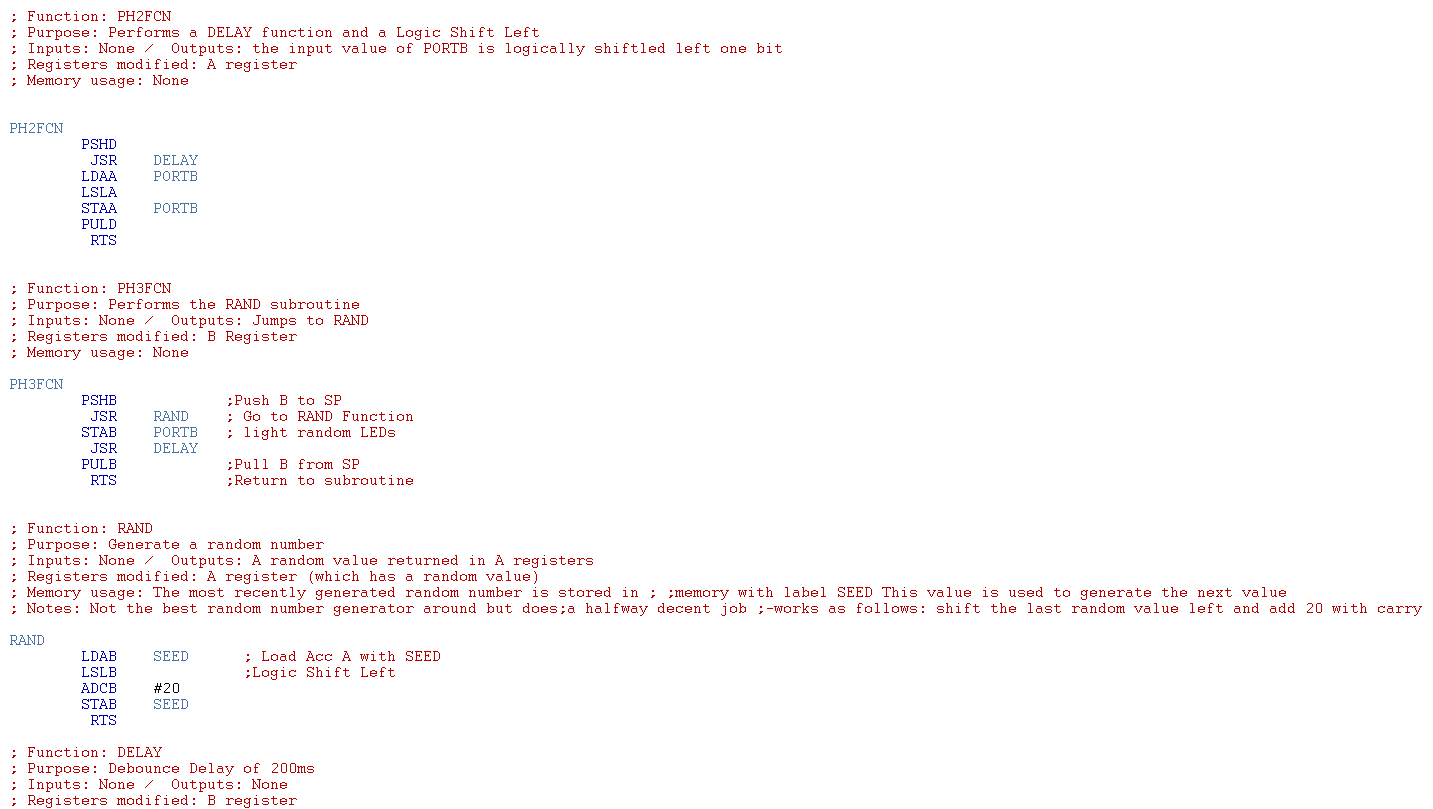 ; Function: PH2FCN
; Purpose: Performs a DELAY function and a Logic Shift Left
; Inputs: None /  Outputs: the input value of PORTB is logically shiftled left one bit
; Registers modified: A register
; Memory usage: None
PH2FCN
PSHD
JSR    DELAY
LDAA    PORTB
LSLA
STAA    PORTB
PULD
RTS
; Function: PH3FCN
; Purpose: Performs the RAND subroutine
; Inputs: None /  Outputs: Jumps to RAND
; Registers modified: B Register
; Memory usage: None
PH3FCN
PSHB            ;Push B to SP
JSR    RAND    ; Go to RAND Function
STAB    PORTB   ; light random LEDs
JSR    DELAY
PULB            ;Pull B from SP
RTS            ;Return to subroutine
; Function: RAND
; Purpose: Generate a random number
; Inputs: None /  Outputs: A random value returned in A registers
; Registers modified: A register (which has a random value)
; Memory usage: The most recently generated random number is stored in ; ;memory with label SEED This value is used to generate the next value
; Notes: Not the best random number generator around but does;a halfway decent job ;-works as follows: shift the last random value left and add 20 with carry
RAND
LDAB    SEED      ; Load Acc A with SEED
LSLB              ;Logic Shift Left
ADCB    #20
STAB    SEED
RTS
; Function: DELAY
; Purpose: Debounce Delay of 200ms
; Inputs: None /  Outputs: None
; Registers modified: B register